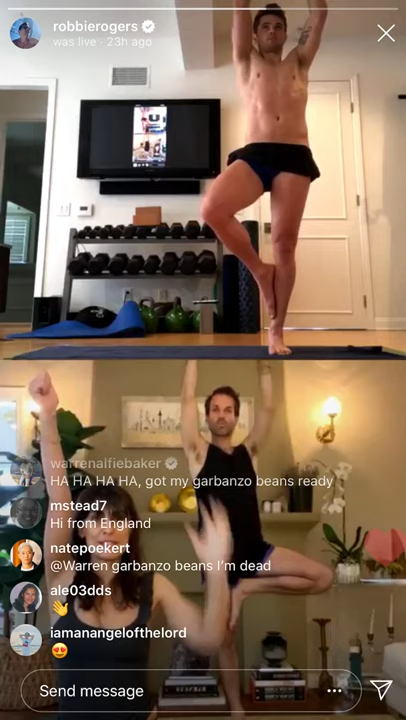 robbierogers
was live · 23h ago
warrenalfiebaker
HA HA HA HA, got my garbanzo beans ready
mstead7
Hi from England
natepoekert
@Warren garbanzo beans I'm dead
ale03dds
👋
iamanangelofthelord
😍
Send message